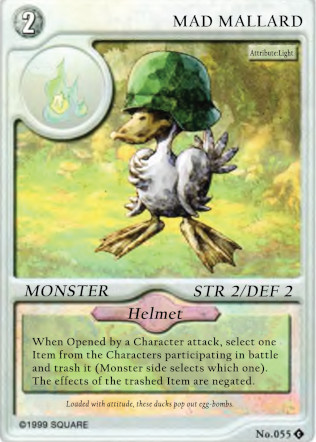 2
MAD MALLARD
Attribute:Light
MONSTER
STR 2/DEF 2
Helmet
When Opened by a Character attack, select one
Item from the Characters participating in battle
and trash it (Monster side selects which one).
The effects of the trashed Item are negated.
Loaded with attitude, these ducks pop out egg-bombs.
©1999 SQUARE
No.055